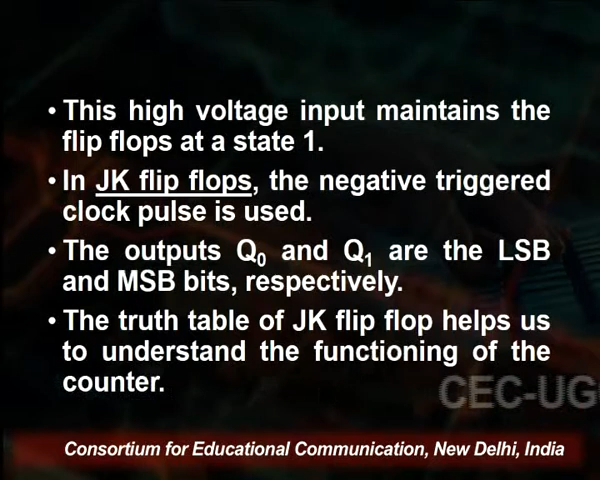 • This high voltage input maintains the
flip flops at a state 1.
• In JK flip flops, the negative triggered
clock pulse is used.
• The outputs Q₀ and Q₁ are the LSB
and MSB bits, respectively.
• The truth table of JK flip flop helps us
to understand the functioning of the
counter.
CEC-UG
Consortium for Educational Communication, New Delhi, India